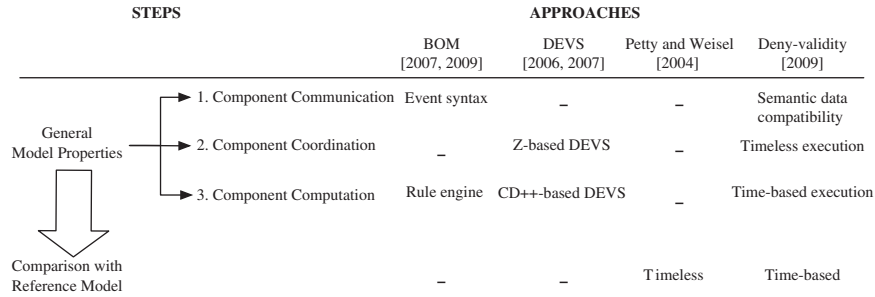 STEPS APPROACHES
BOM DEVS Petty and Weisel Deny-validity
[2007, 2009] [2006, 2007] [2004] [2009]
1. Component Communication Event syntax – – Semantic data
compatibility
General
Model Properties
2. Component Coordination – Z-based DEVS – Timeless execution
3. Component Computation Rule engine CD++-based DEVS – Time-based execution
Comparison with
Reference Model – – Timeless Time-based